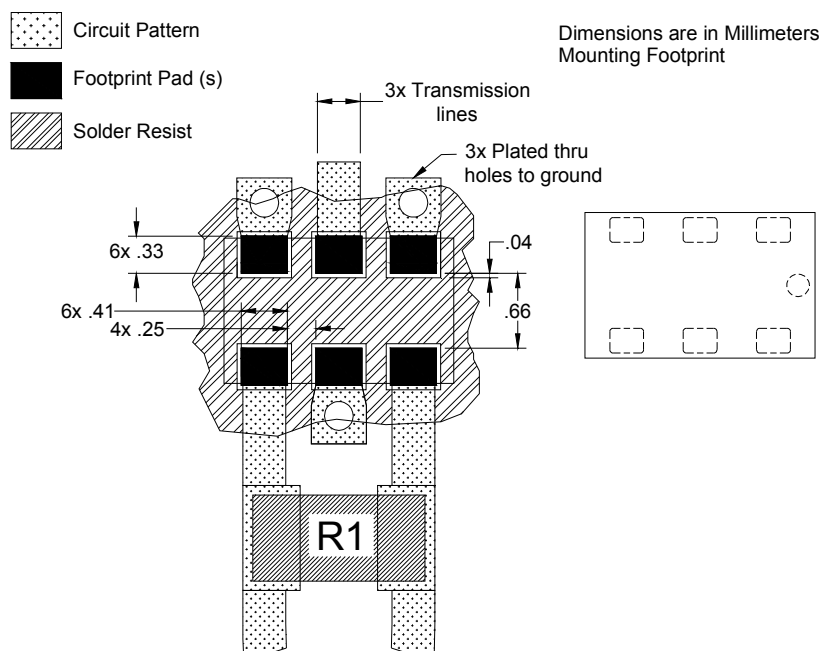 Circuit Pattern
Footprint Pad (s)
Solder Resist
Dimensions are in Millimeters
Mounting Footprint
3x Transmission
lines
3x Plated thru
holes to ground
6x .33
.04
6x .41
4x .25
.66
R1